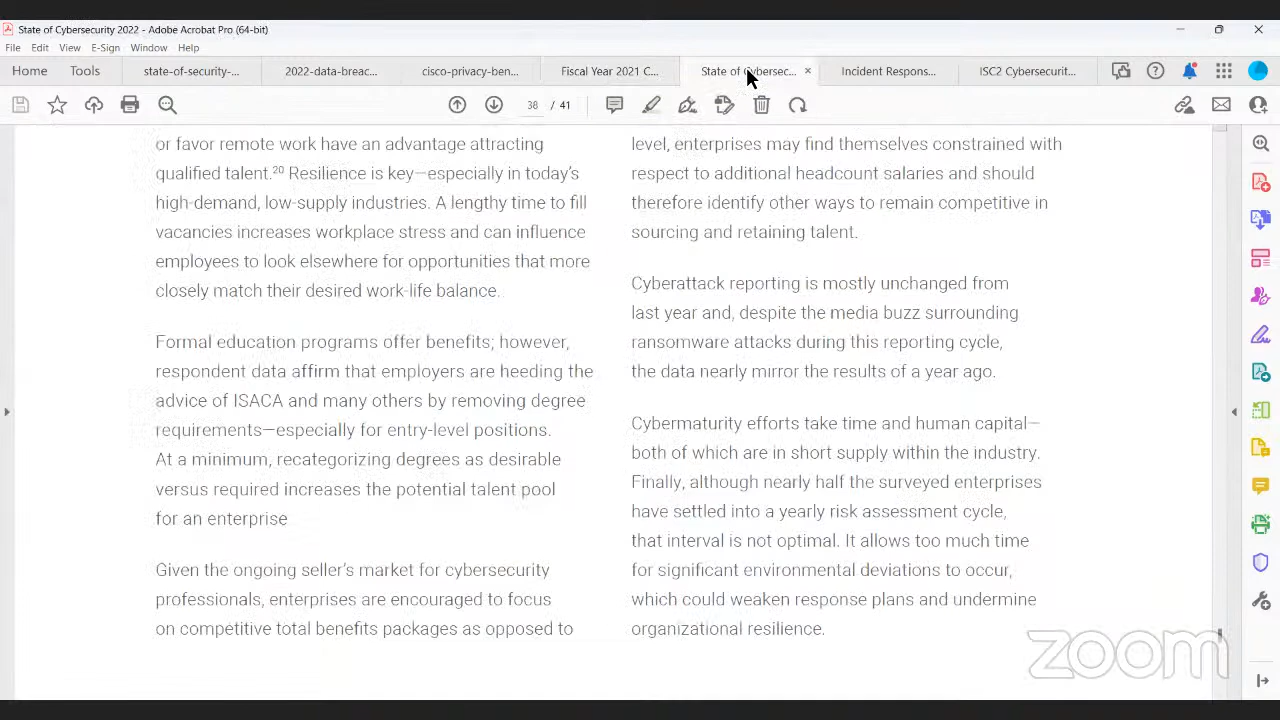 State of Cybersecurity 2022 - Adobe Acrobat Pro (64-bit)
File Edit View E-Sign Window Help
Home Tools state-of-security-... 2022-data-breac... cisco-privacy-ben... Fiscal Year 2021 C... State of Cybersec... Incident Respons... ISC2 Cybersecurit...
38 / 41
or favor remote work have an advantage attracting
qualified talent.20 Resilience is key—especially in today's
high-demand, low-supply industries. A lengthy time to fill
vacancies increases workplace stress and can influence
employees to look elsewhere for opportunities that more
closely match their desired work-life balance.
Formal education programs offer benefits; however,
respondent data affirm that employers are heeding the
advice of ISACA and many others by removing degree
requirements—especially for entry-level positions.
At a minimum, recategorizing degrees as desirable
versus required increases the potential talent pool
for an enterprise
Given the ongoing seller's market for cybersecurity
professionals, enterprises are encouraged to focus
on competitive total benefits packages as opposed to
level, enterprises may find themselves constrained with
respect to additional headcount salaries and should
therefore identify other ways to remain competitive in
sourcing and retaining talent.
Cyberattack reporting is mostly unchanged from
last year and, despite the media buzz surrounding
ransomware attacks during this reporting cycle,
the data nearly mirror the results of a year ago.
Cybermaturity efforts take time and human capital—
both of which are in short supply within the industry.
Finally, although nearly half the surveyed enterprises
have settled into a yearly risk assessment cycle,
that interval is not optimal. It allows too much time
for significant environmental deviations to occur,
which could weaken response plans and undermine
organizational resilience.
zoom